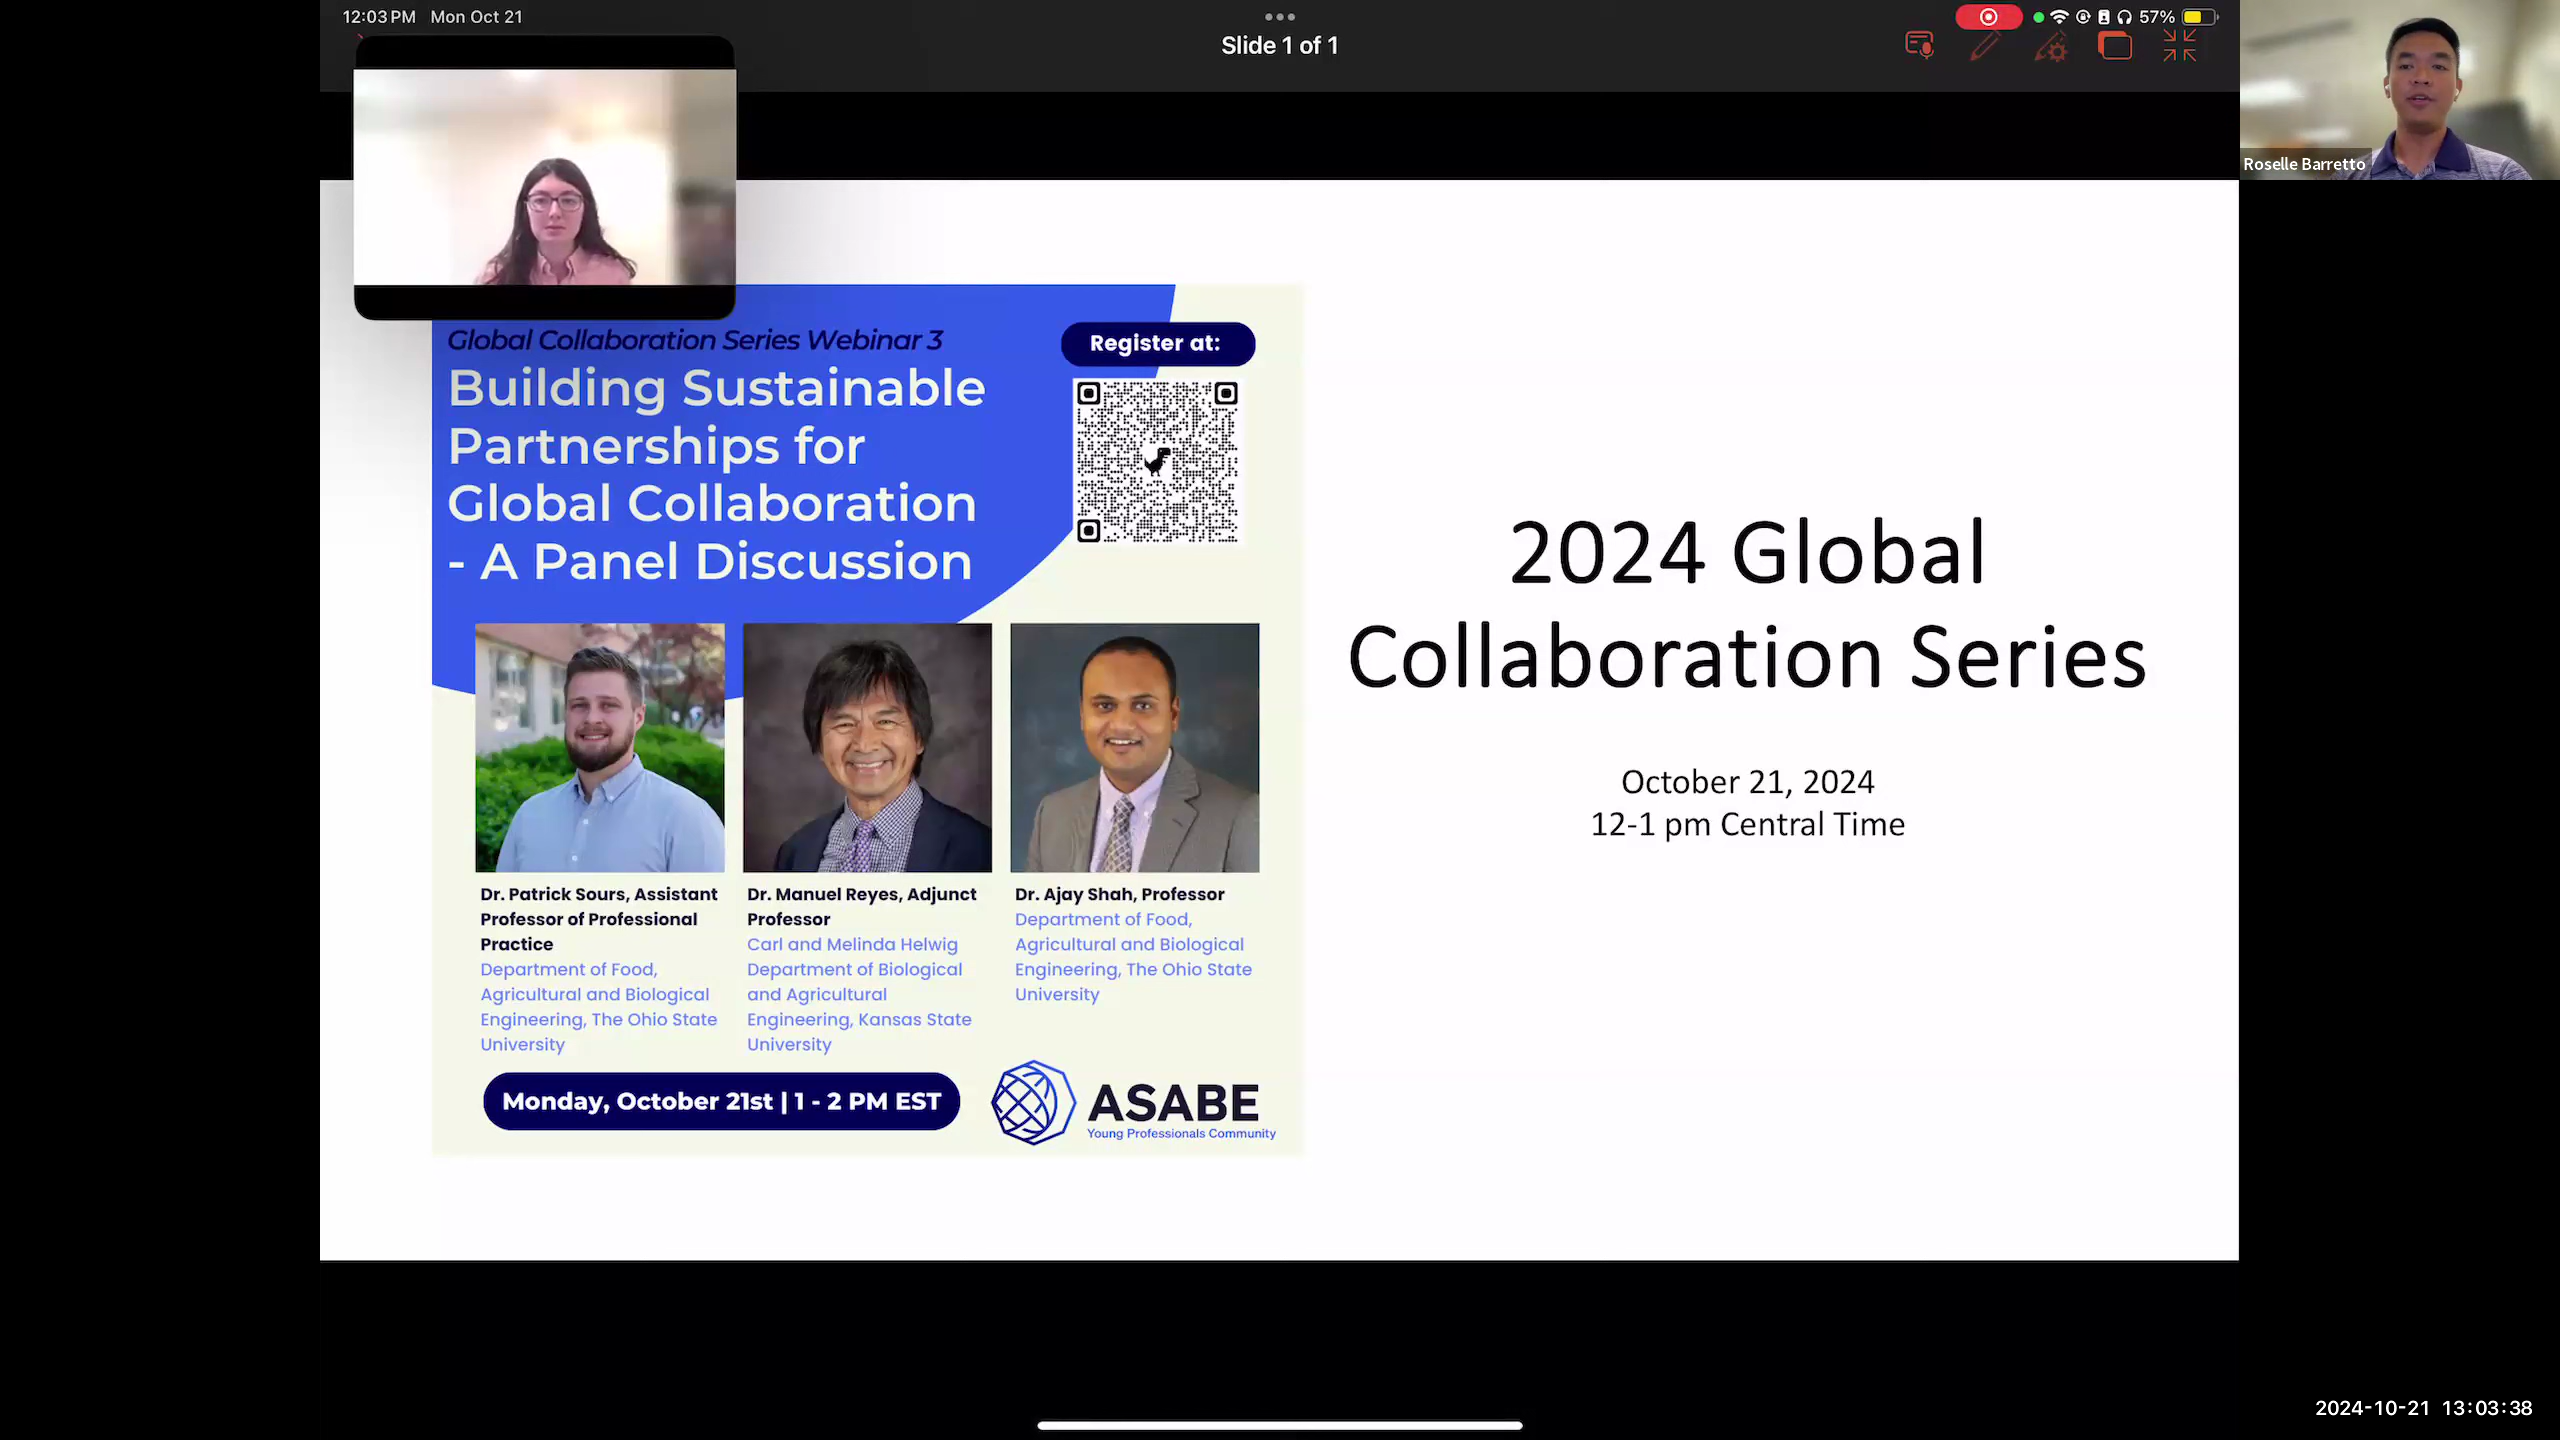 12:03 PM Mon Oct 21
Slide 1 of 1
57%
Roselle Barretto
Global Collaboration Series Webinar 3
Building Sustainable
Partnerships for
Global Collaboration
- A Panel Discussion
Register at:
2024 Global
Collaboration Series
October 21, 2024
12-1 pm Central Time
Dr. Patrick Sours, Assistant
Professor of Professional
Practice
Department of Food,
Agricultural and Biological
Engineering, The Ohio State
University
Dr. Manuel Reyes, Adjunct
Professor
Carl and Melinda Helwig
Department of Biological
and Agricultural
Engineering, Kansas State
University
Dr. Ajay Shah, Professor
Department of Food,
Agricultural and Biological
Engineering, The Ohio State
University
Monday, October 21st | 1 - 2 PM EST
ASABE
Young Professionals Community
2024-10-21 13:03:38